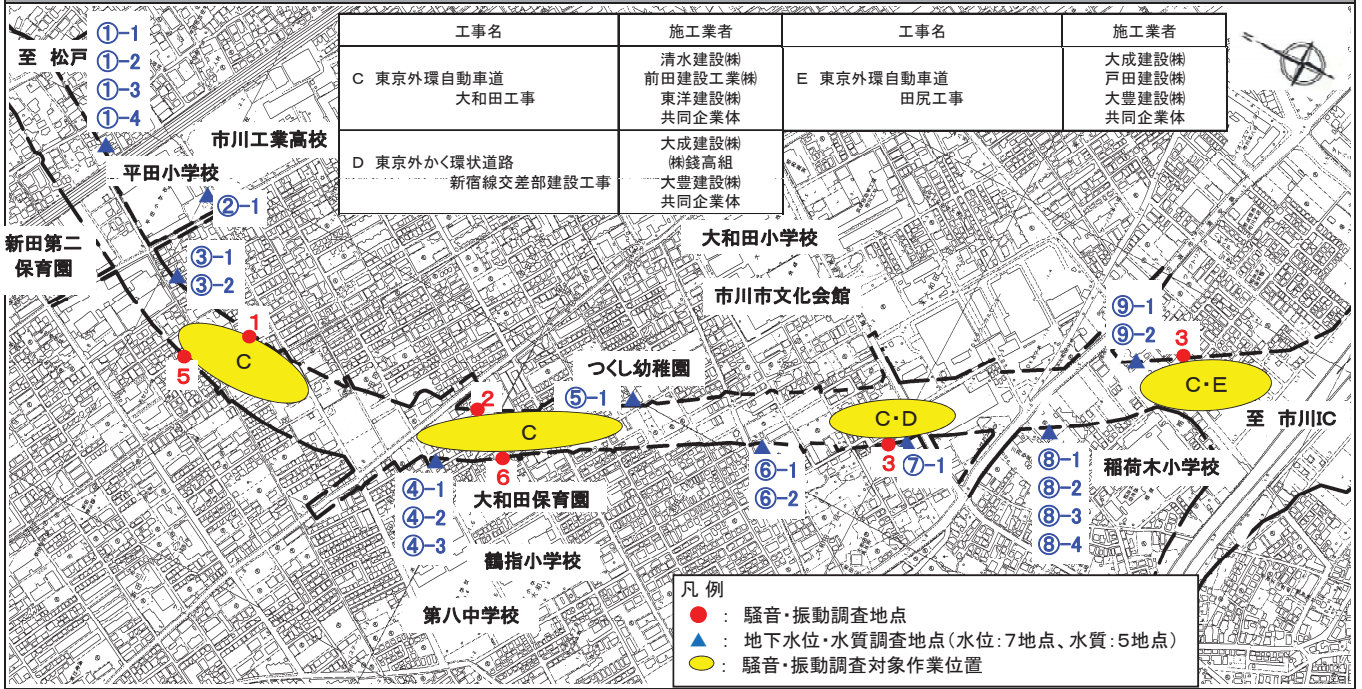 工事名 施工業者 工事名 施工業者
C 東京外環自動車道
大和田工事
清水建設㈱
前田建設工業㈱
東洋建設㈱
共同企業体
E 東京外環自動車道
田尻工事
大成建設㈱
戸田建設㈱
大豊建設㈱
共同企業体
D 東京外かく環状道路
新宿線交差部建設工事
大成建設㈱
㈱錢高組
大豊建設㈱
共同企業体
至 松戸
①-1
①-2
①-3
①-4
市川工業高校
平田小学校
②-1
新田第二
保育園
③-1
③-2
1
5
C
大和田小学校
市川市文化会館
つくし幼稚園
⑤-1
2
C
6
④-1
④-2
④-3
大和田保育園
鶴指小学校
第八中学校
⑥-1
⑥-2
C・D
3
⑦-1
⑨-1
⑨-2
3
C・E
至 市川IC
⑧-1
⑧-2
⑧-3
⑧-4
稲荷木小学校
凡例
: 騒音・振動調査地点
: 地下水位・水質調査地点(水位:7地点、水質:5地点)
: 騒音・振動調査対象作業位置